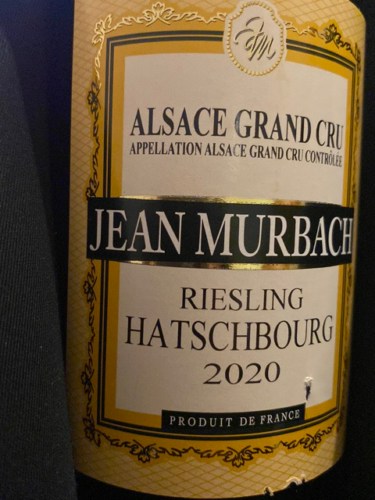 ALSACE GRAND CRU
APPELLATION ALSACE GRAND CRU CONTRÔLÉE
JEAN MURBACH
RIESLING
HATSCHBOURG
2020
PRODUIT DE FRANCE